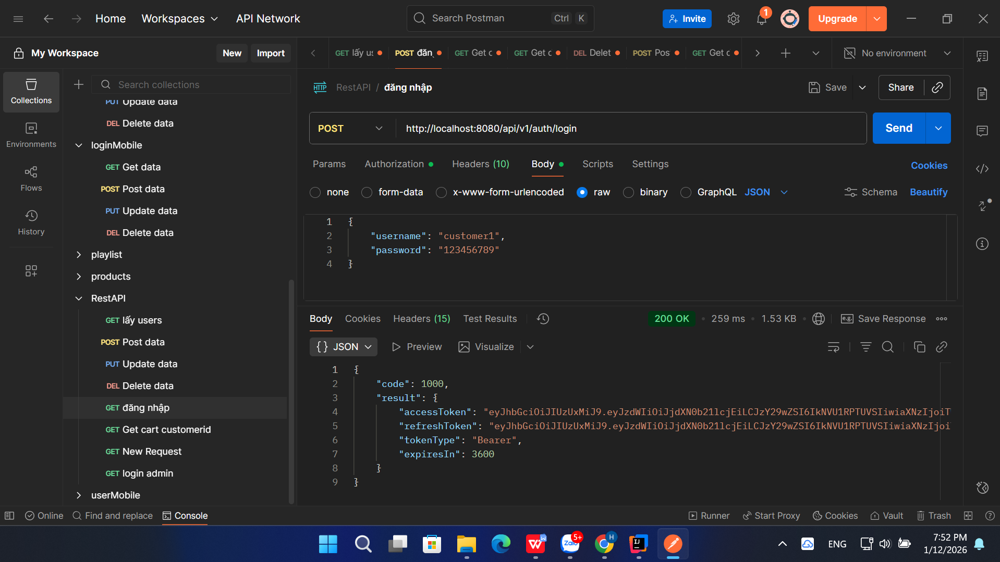 Home
Workspaces
API Network
Search Postman
Ctrl
K
Invite
1
Upgrade
My Workspace
New
Import
GET lấy us
POST đăn
GET Get c
GET Get c
DEL Delet
POST Pos
GET Get c
No environment
Collections
Environments
Flows
History
Search collections
PUT Update data
DEL Delete data
loginMobile
GET Get data
POST Post data
PUT Update data
DEL Delete data
playlist
products
RestAPI
GET lấy users
POST Post data
PUT Update data
DEL Delete data
GET đăng nhập
GET Get cart customerid
GET New Request
GET login admin
userMobile
HTTP RestAPI / đăng nhập
Save
Share
POST
http://localhost:8080/api/v1/auth/login
Send
Params
Authorization
Headers (10)
Body
Scripts
Settings
Cookies
none
form-data
x-www-form-urlencoded
raw
binary
GraphQL
JSON
Schema
Beautify
1 {
2 "username": "customer1",
3 "password": "123456789"
4 }
Body
Cookies
Headers (15)
Test Results
200 OK
259 ms
1.53 KB
e.g. Save Response
{} JSON
Preview
Visualize
1 {
2 "code": 1000,
3 "result": {
4 "accessToken": "eyJhbGciOiJIUzUxMiJ9.eyJzdWIiOiJjdXN0b21lcjEiLCJzY29wZSI6IkNVU1RPTUVSIiwiaXNzIjoiT
5 "refreshToken": "eyJhbGciOiJIUzUxMiJ9.eyJzdWIiOiJjdXN0b21lcjEiLCJzY29wZSI6IkNVU1RPTUVSIiwiaXNzIjoi
6 "tokenType": "Bearer",
7 "expiresIn": 3600
8 }
9 }
Online
Find and replace
Console
Runner
Start Proxy
Cookies
Vault
Trash
W
Zalo
5+
H
IJ
ENG
7:52 PM
1/12/2026